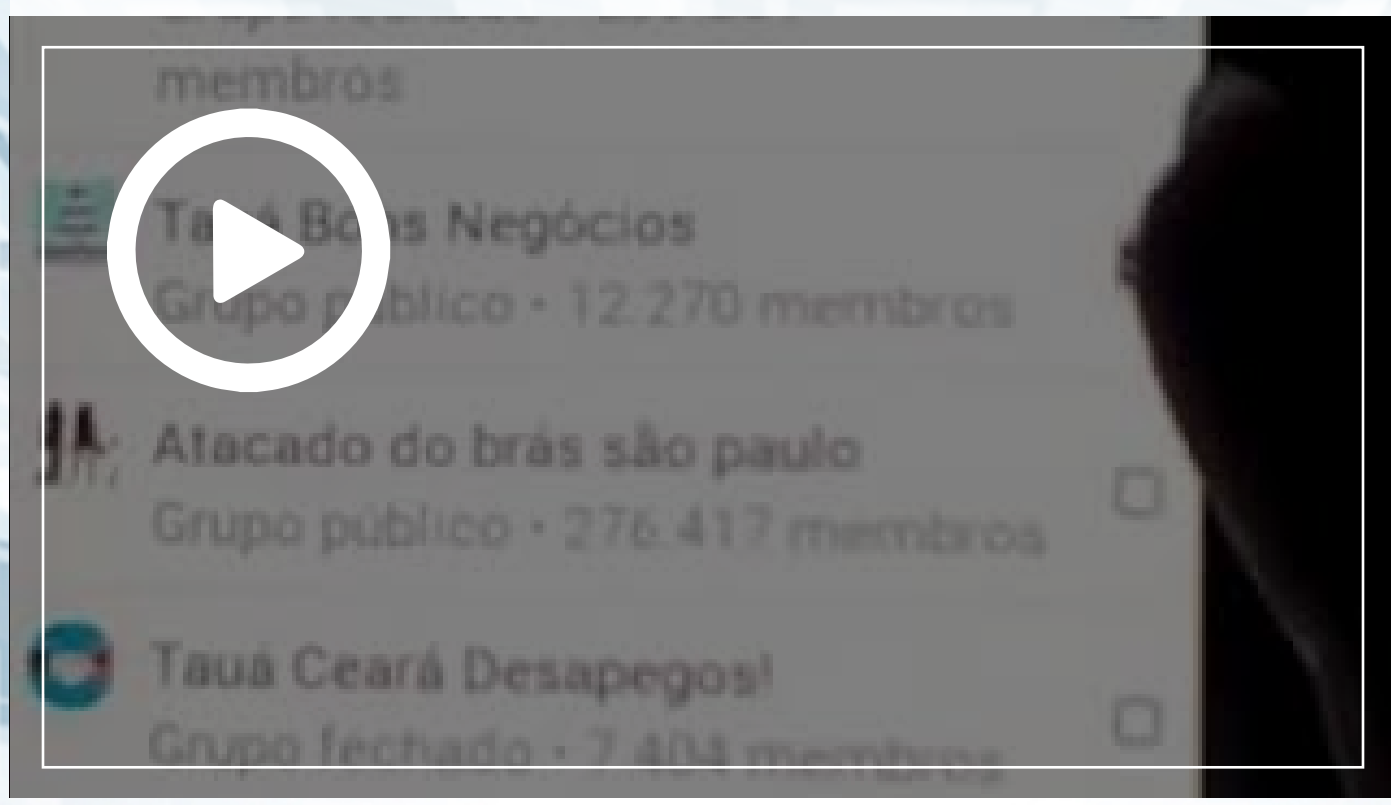 membros
Tauá Boas Negócios
Grupo público • 12.270 membros
Atacado do brás são paulo
Grupo público • 276.417 membros
Tauá Ceará Desapegos!
Grupo fechado • 7.404 membros